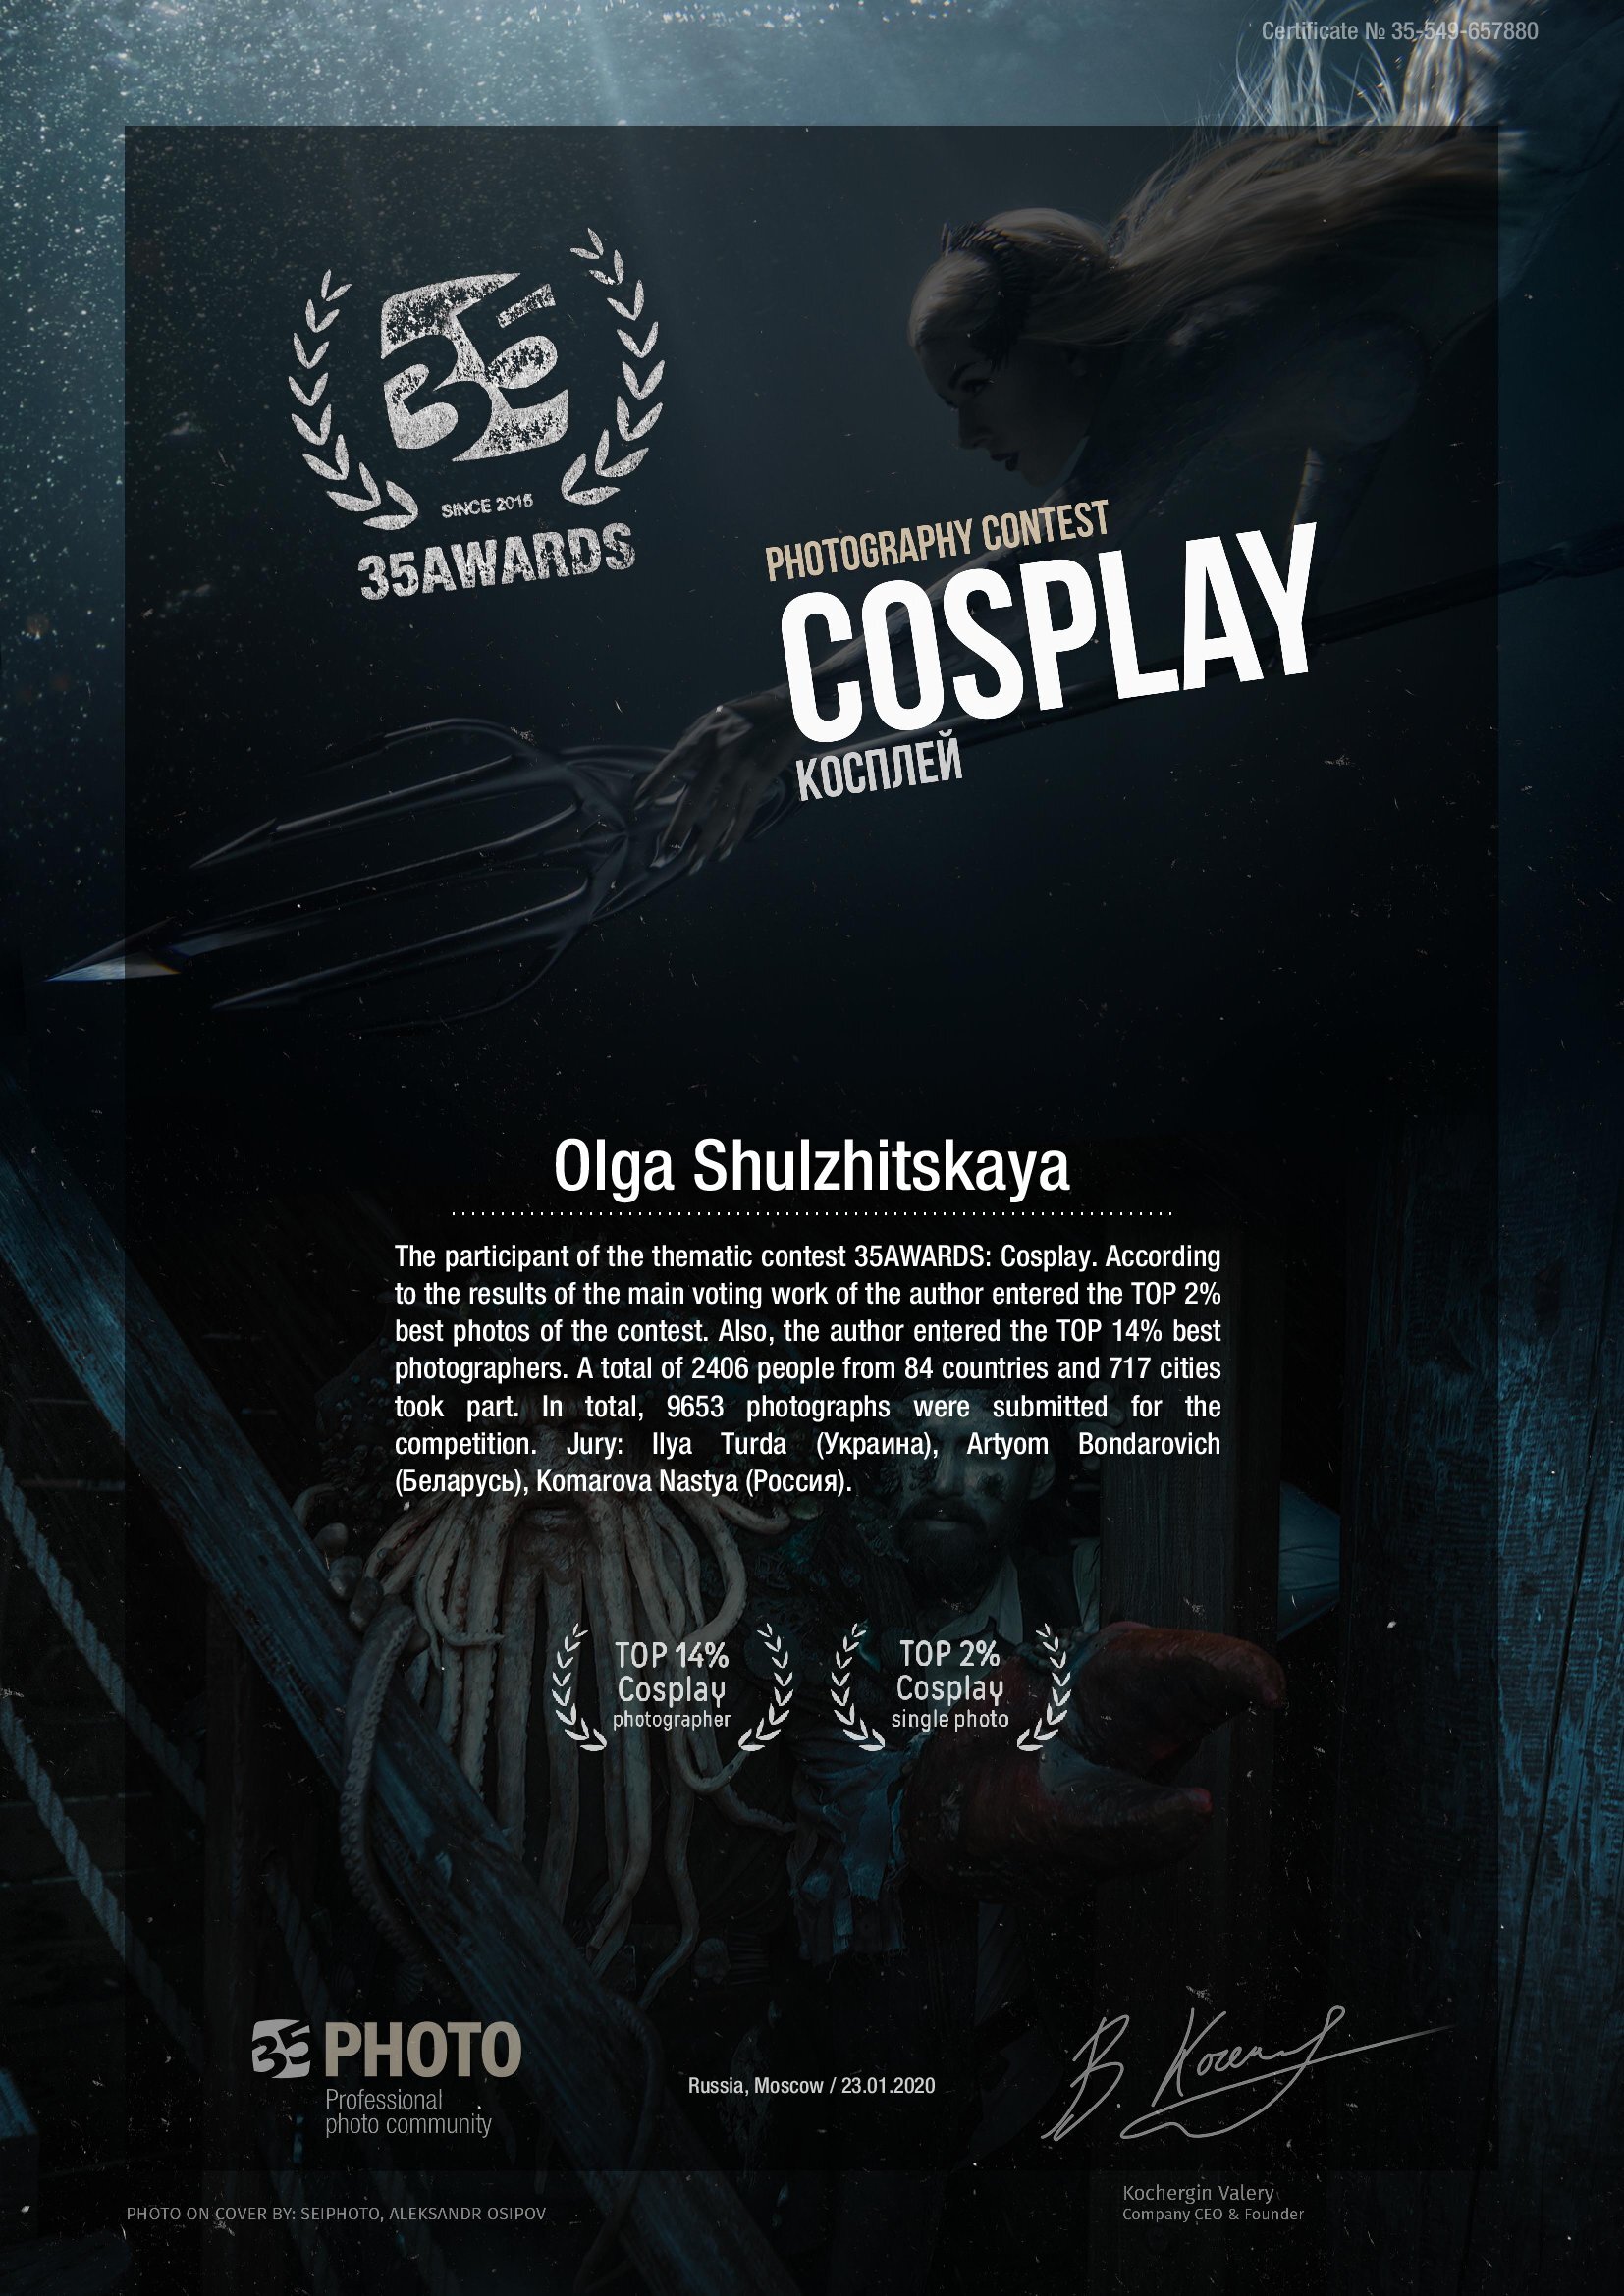 Certificate № 35-549-657880
SINCE 2015
35AWARDS
PHOTOGRAPHY CONTEST
COSPLAY
КОСПЛЕЙ
Olga Shulzhitskaya
The participant of the thematic contest 35AWARDS: Cosplay. According
to the results of the main voting work of the author entered the TOP 2%
best photos of the contest. Also, the author entered the TOP 14% best
photographers. A total of 2406 people from 84 countries and 717 cities
took part. In total, 9653 photographs were submitted for the
competition. Jury: Ilya Turda (Украина), Artyom Bondarovich
(Беларусь), Komarova Nastya (Россия).
TOP 14%
Cosplay
photographer
TOP 2%
Cosplay
single photo
35 PHOTO
Professional
photo community
Russia, Moscow / 23.01.2020
Kochergin Valery
Company CEO & Founder
PHOTO ON COVER BY: SEIPHOTO, ALEKSANDR OSIPOV